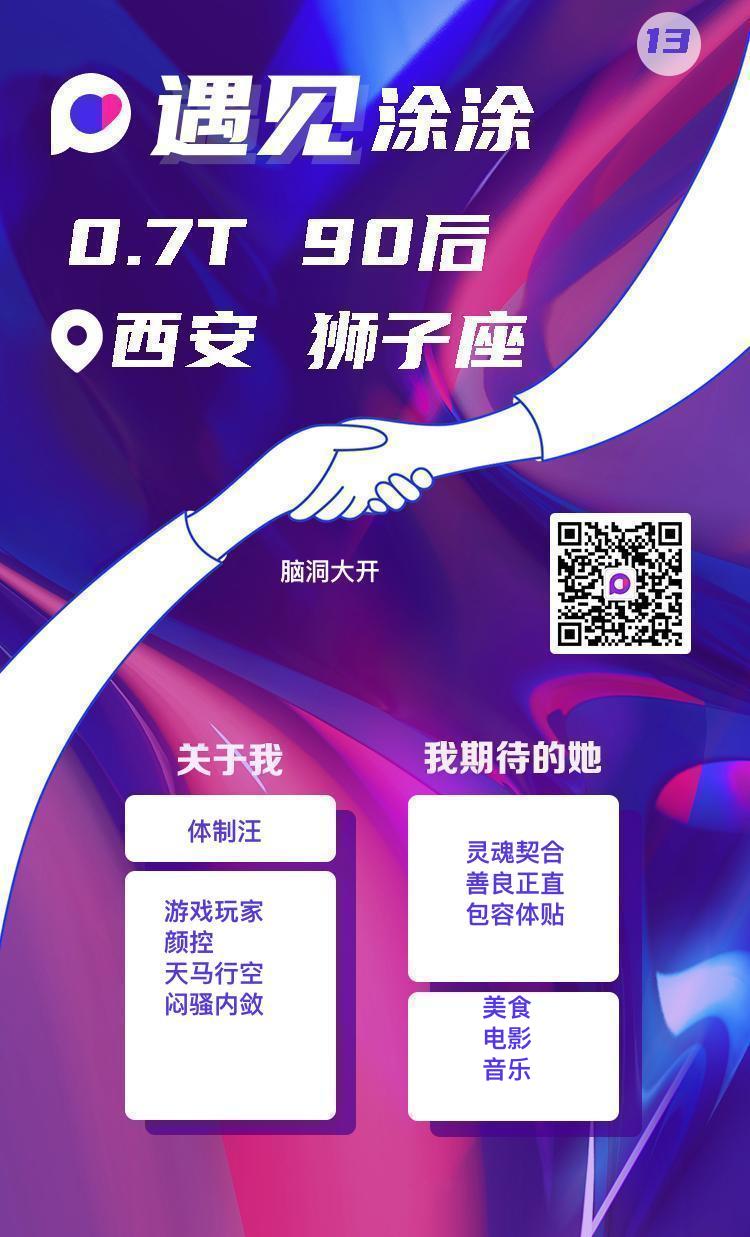 13
遇见涂涂
0.7T 90后
西安 狮子座
脑洞大开
关于我
体制汪
游戏玩家
颜控
天马行空
闷骚内敛
我期待的她
灵魂契合
善良正直
包容体贴
美食
电影
音乐